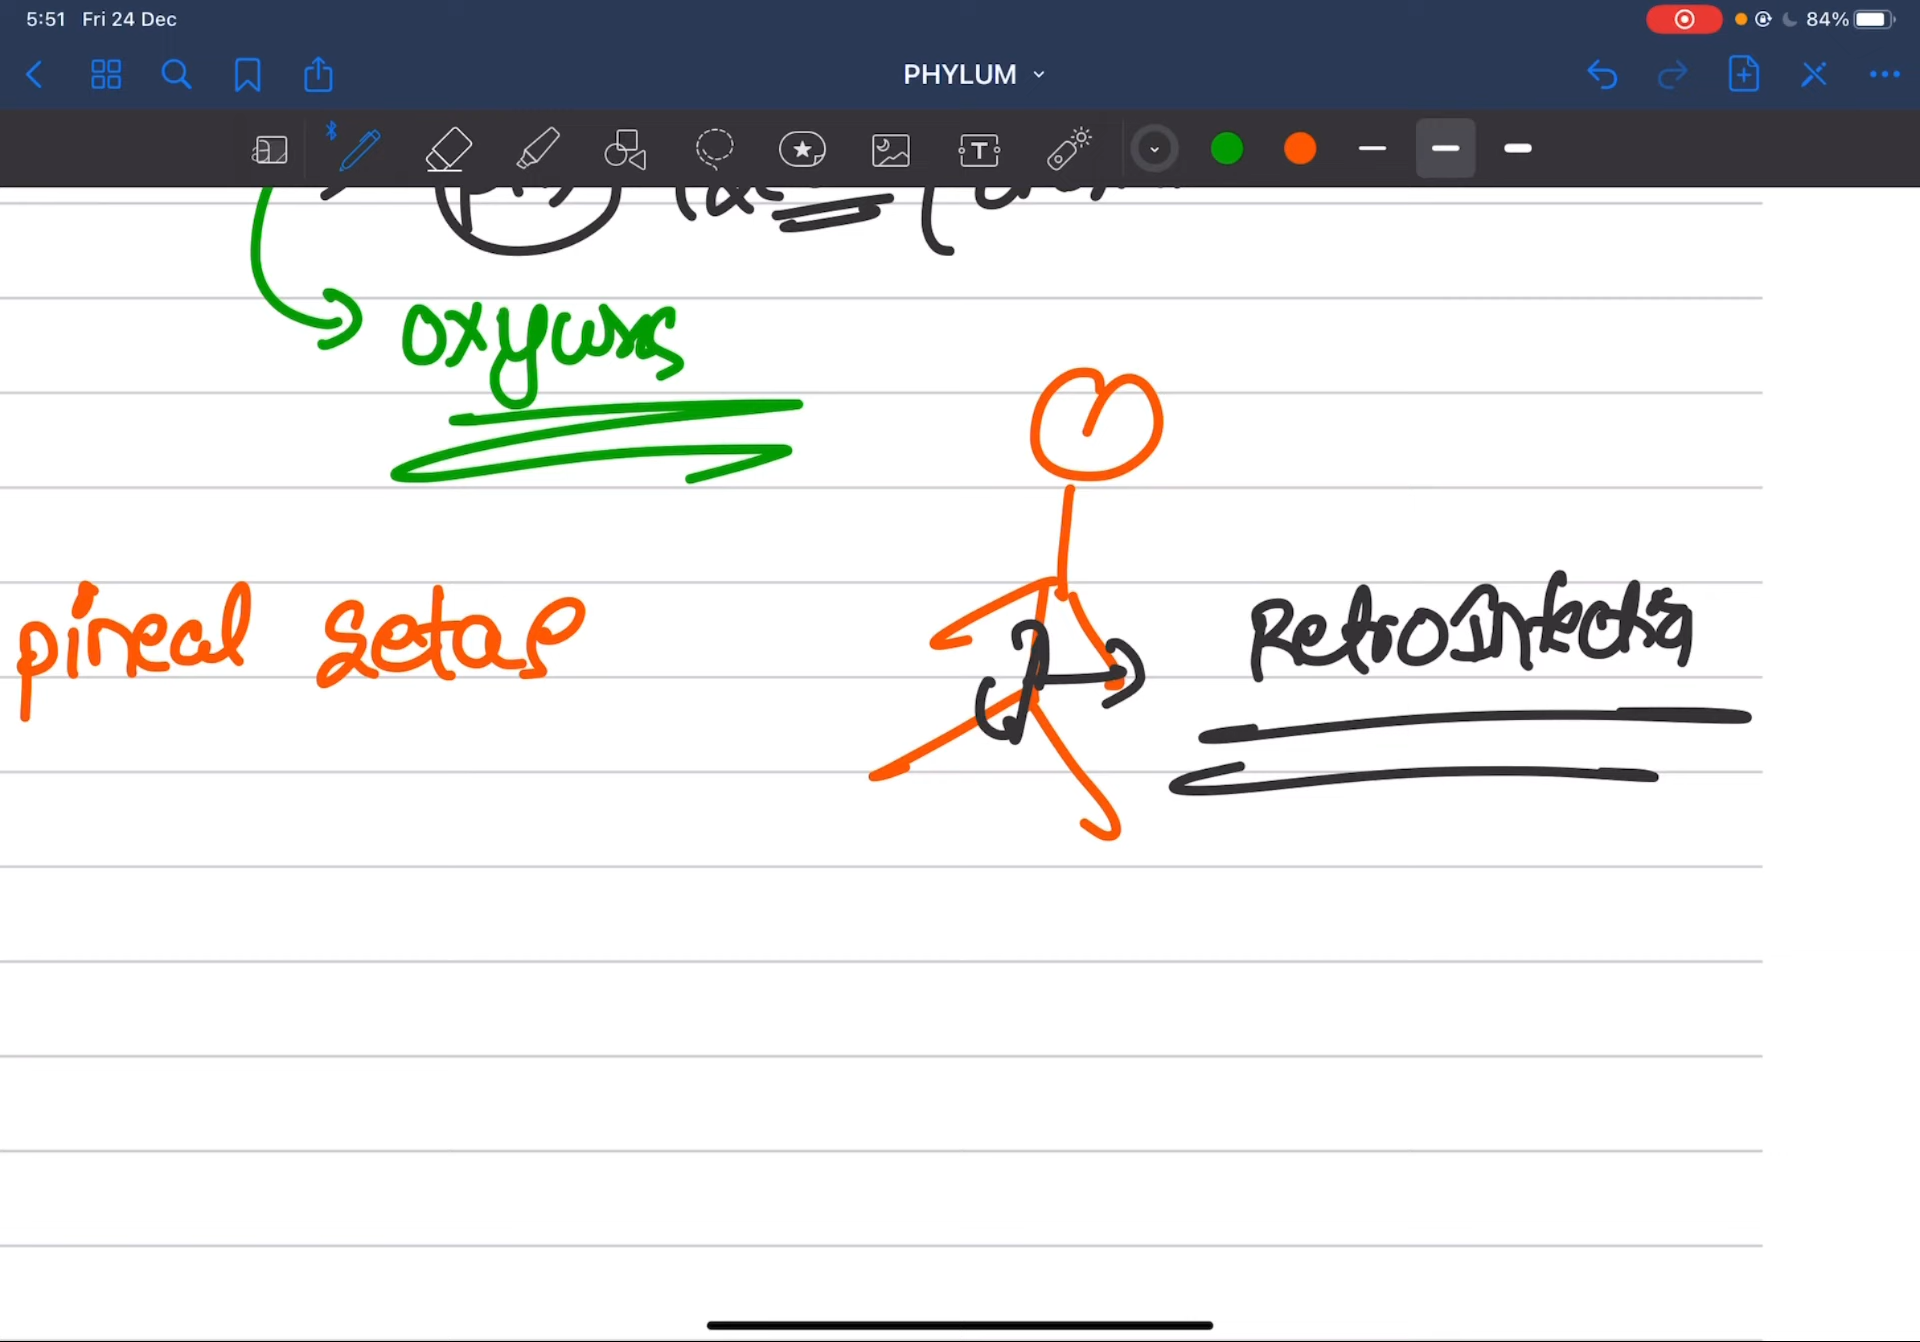 5:51 Fri 24 Dec 84%
PHYLUM
T
oxyuris
pineal setae RetroInfection